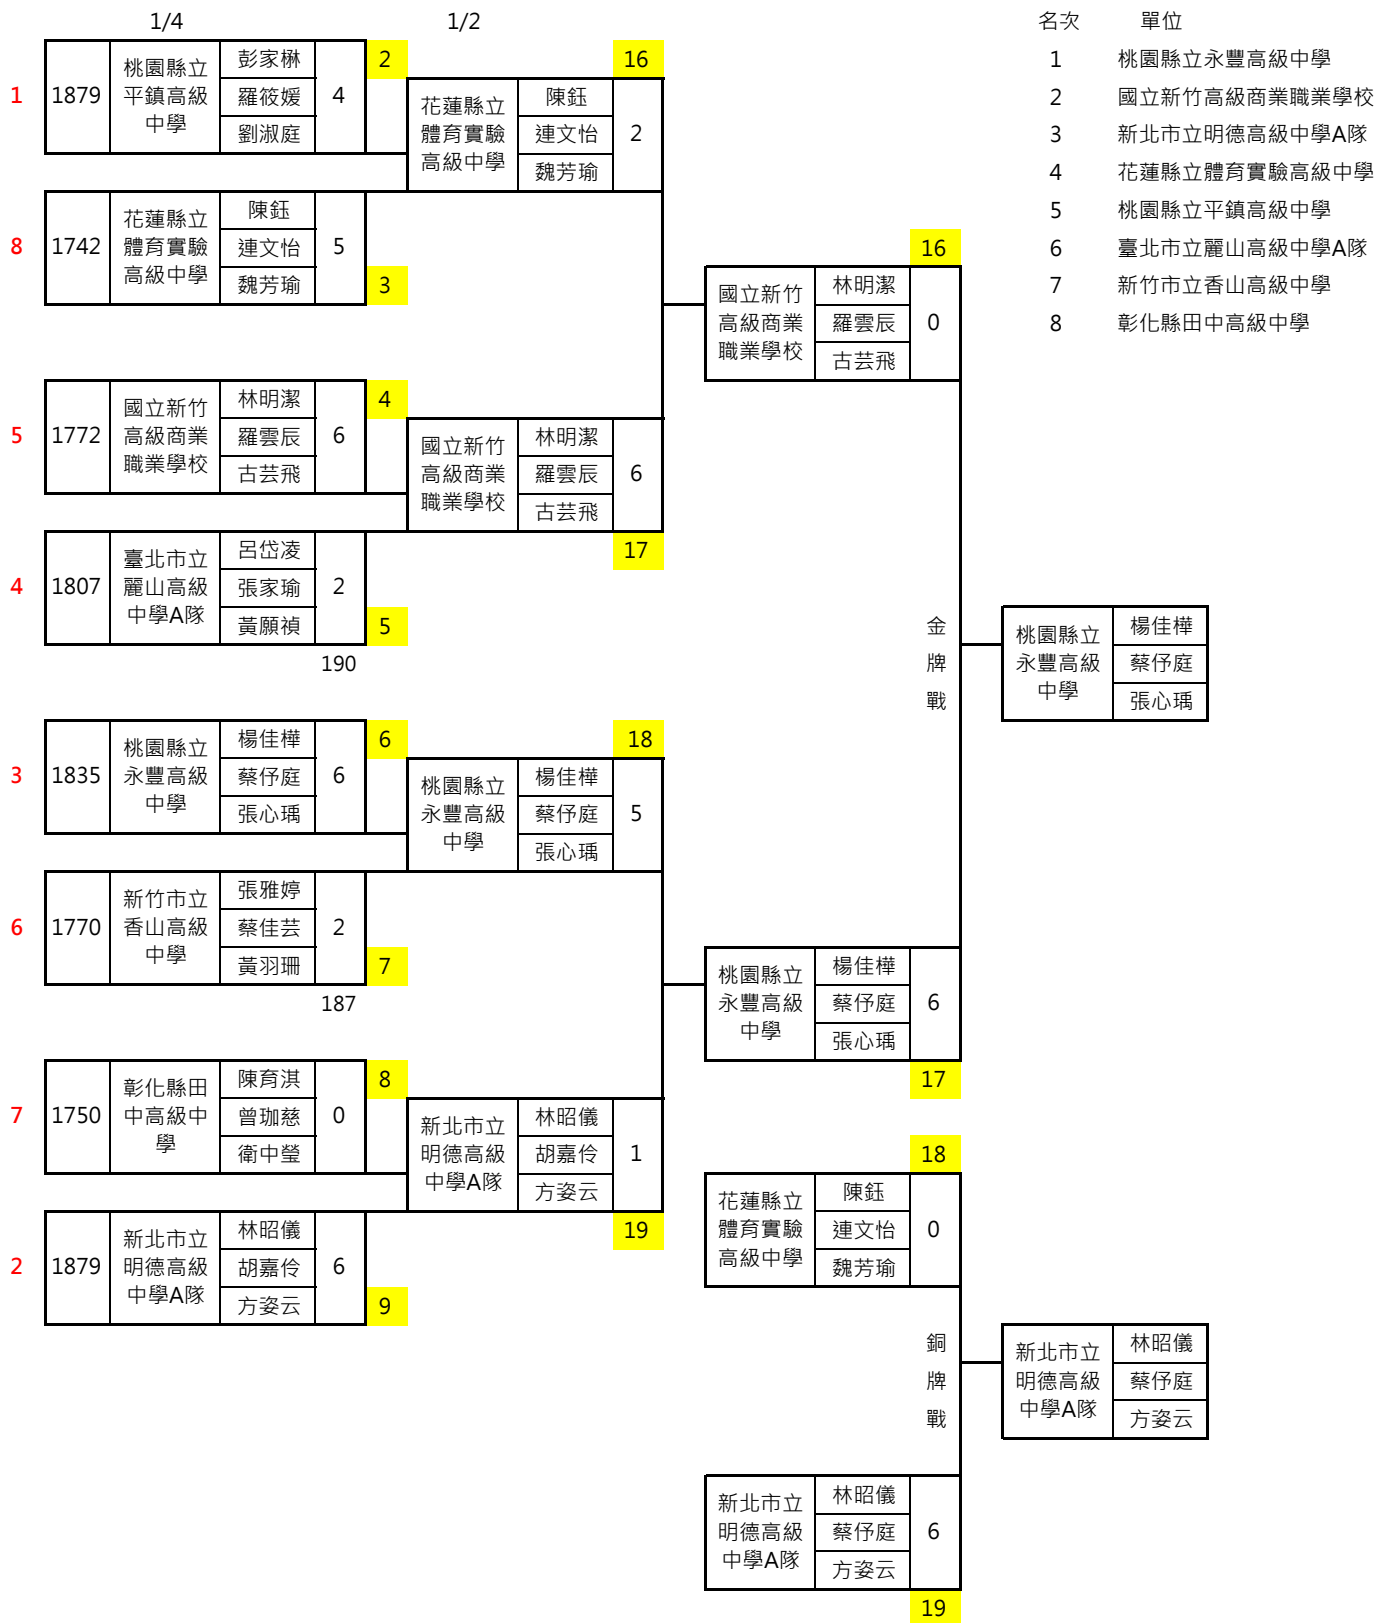 1/4
1/2
名次 單位
1 桃園縣立永豐高級中學
2 國立新竹高級商業職業學校
3 新北市立明德高級中學A隊
4 花蓮縣立體育實驗高級中學
5 桃園縣立平鎮高級中學
6 臺北市立麗山高級中學A隊
7 新竹市立香山高級中學
8 彰化縣田中高級中學
1
1879
桃園縣立
平鎮高級
中學
彭家楙
羅筱媛
劉淑庭
4
2
8
1742
花蓮縣立
體育實驗
高級中學
陳鈺
連文怡
魏芳瑜
5
3
5
1772
國立新竹
高級商業
職業學校
林明潔
羅雲辰
古芸飛
6
4
4
1807
臺北市立
麗山高級
中學A隊
呂岱凌
張家瑜
黃願禎
2
5
190
3
1835
桃園縣立
永豐高級
中學
楊佳樺
蔡伃庭
張心瑀
6
6
6
1770
新竹市立
香山高級
中學
張雅婷
蔡佳芸
黃羽珊
2
7
187
7
1750
彰化縣田
中高級中
學
陳育淇
曾珈慈
衛中瑩
0
8
2
1879
新北市立
明德高級
中學A隊
林昭儀
胡嘉伶
方姿云
6
9
16
花蓮縣立
體育實驗
高級中學
陳鈺
連文怡
魏芳瑜
2
國立新竹
高級商業
職業學校
林明潔
羅雲辰
古芸飛
6
17
18
桃園縣立
永豐高級
中學
楊佳樺
蔡伃庭
張心瑀
5
新北市立
明德高級
中學A隊
林昭儀
胡嘉伶
方姿云
1
19
16
國立新竹
高級商業
職業學校
林明潔
羅雲辰
古芸飛
0
金
牌
戰
桃園縣立
永豐高級
中學
楊佳樺
蔡伃庭
張心瑀
桃園縣立
永豐高級
中學
楊佳樺
蔡伃庭
張心瑀
6
17
18
花蓮縣立
體育實驗
高級中學
陳鈺
連文怡
魏芳瑜
0
銅
牌
戰
新北市立
明德高級
中學A隊
林昭儀
蔡伃庭
方姿云
新北市立
明德高級
中學A隊
林昭儀
蔡伃庭
方姿云
6
19